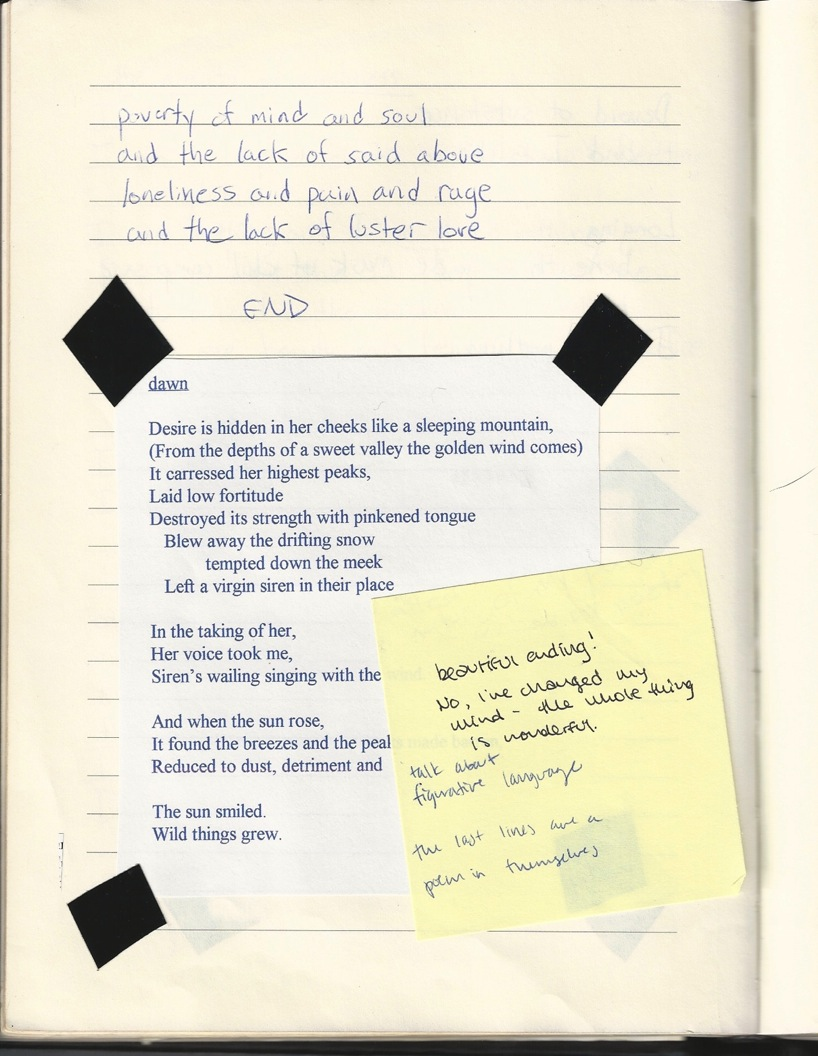 poverty of mind and soul
and the lack of said above
loneliness and pain and rage
and the lack of luster love
END
dawn
Desire is hidden in her cheeks like a sleeping mountain,
(From the depths of a sweet valley the golden wind comes)
It carressed her highest peaks,
Laid low fortitude
Destroyed its strength with pinkened tongue
Blew away the drifting snow
tempted down the meek
Left a virgin siren in their place
In the taking of her,
Her voice took me,
Siren's wailing singing with the wind.
And when the sun rose,
It found the breezes and the peaks made
Reduced to dust, detriment and
The sun smiled.
Wild things grew.
beautiful ending!
No, I've changed my
mind - the whole thing
is wonderful.
talk about
figurative language
the last lines are a
poem in themselves